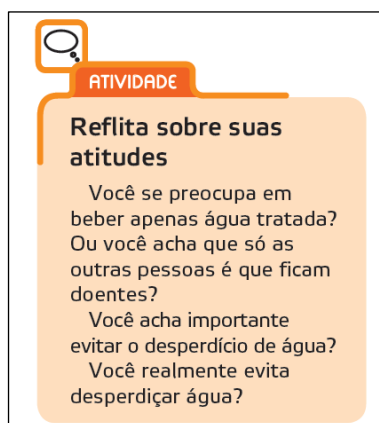 ATIVIDADE
Reflita sobre suas
atitudes
Você se preocupa em
beber apenas água tratada?
Ou você acha que só as
outras pessoas é que ficam
doentes?
Você acha importante
evitar o desperdício de água?
Você realmente evita
desperdiçar água?